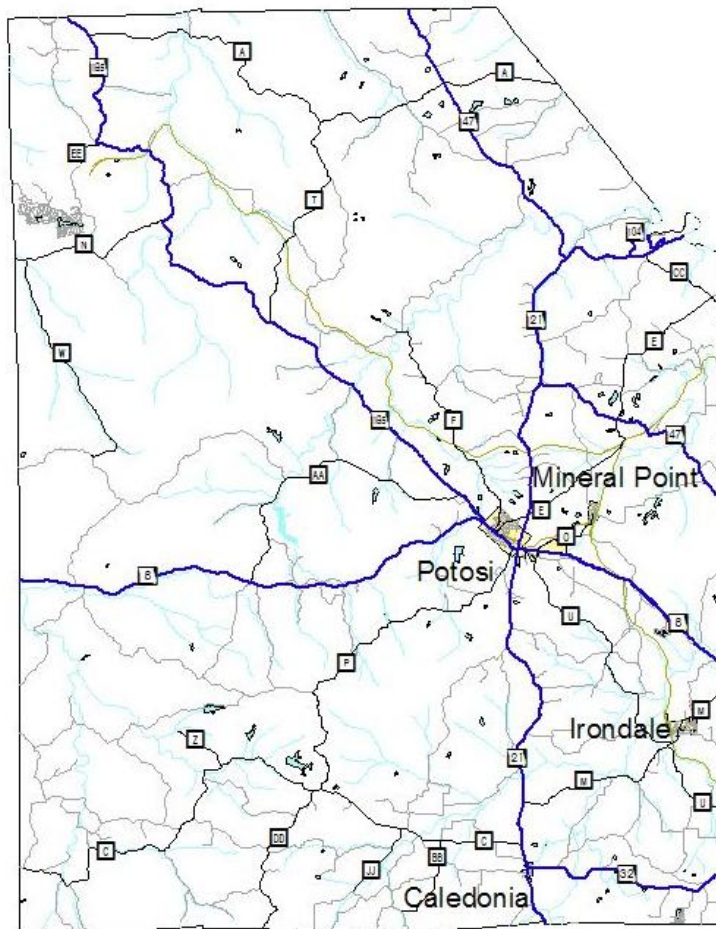 A
185
A
47
EE
T
104
N
CC
21
E
W
185
F
47
AA
Mineral Point
E
O
Potosi
8
U
8
P
M
Irondale
Z
21
M
U
DD
C
C
BB
JJ
32
Caledonia